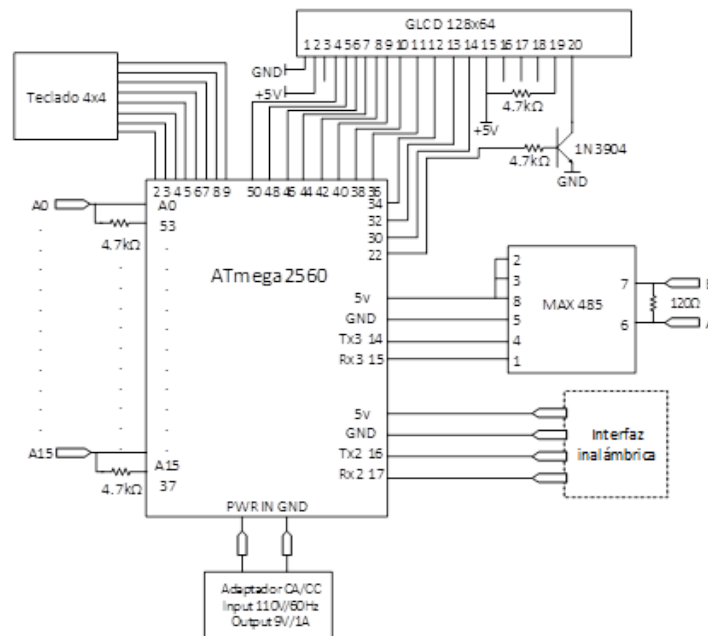 GLCD 128x64
1 2 3 4 5 6 7 8 9 10 11 12 13 14 15 16 17 18 19 20
GND
+5V
4.7kΩ
+5V
Teclado 4x4
4.7kΩ
1N3904
GND
2 3 4 5 6 7 8 9 50 48 46 44 42 40 38 36
34
32
30
22
A0
A0
53
4.7kΩ
ATmega2560
5v
GND
Tx3 14
Rx3 15
2
3
8
5
4
1
MAX 485
7
6
120Ω
5v
GND
Tx2 16
Rx2 17
Interfaz
inalámbrica
A15
A15
37
4.7kΩ
PWR IN GND
Adaptador CA/CC
Input 110V/60Hz
Output 9V/1A